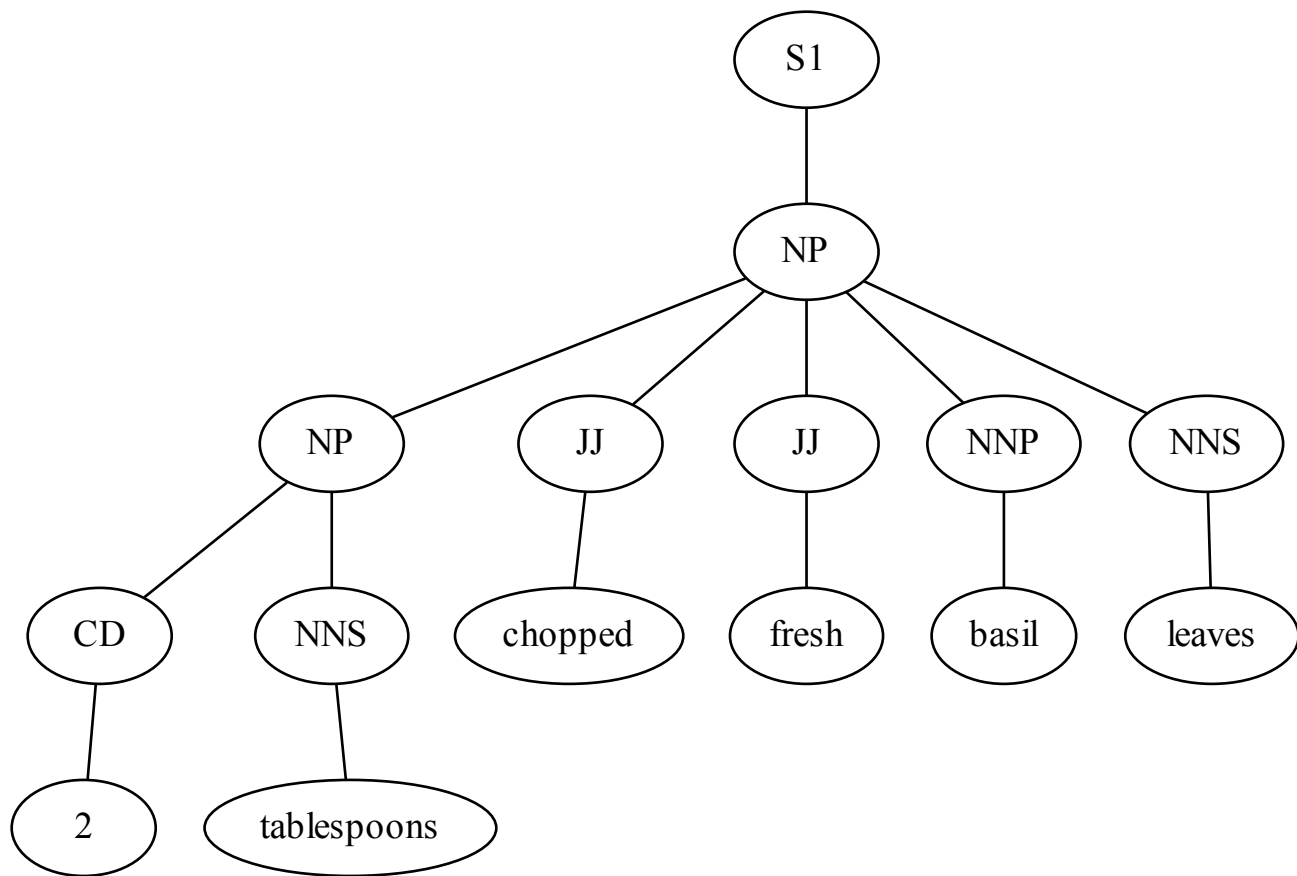 S1
NP
NP JJ JJ NNP NNS
CD NNS chopped fresh basil leaves
2 tablespoons